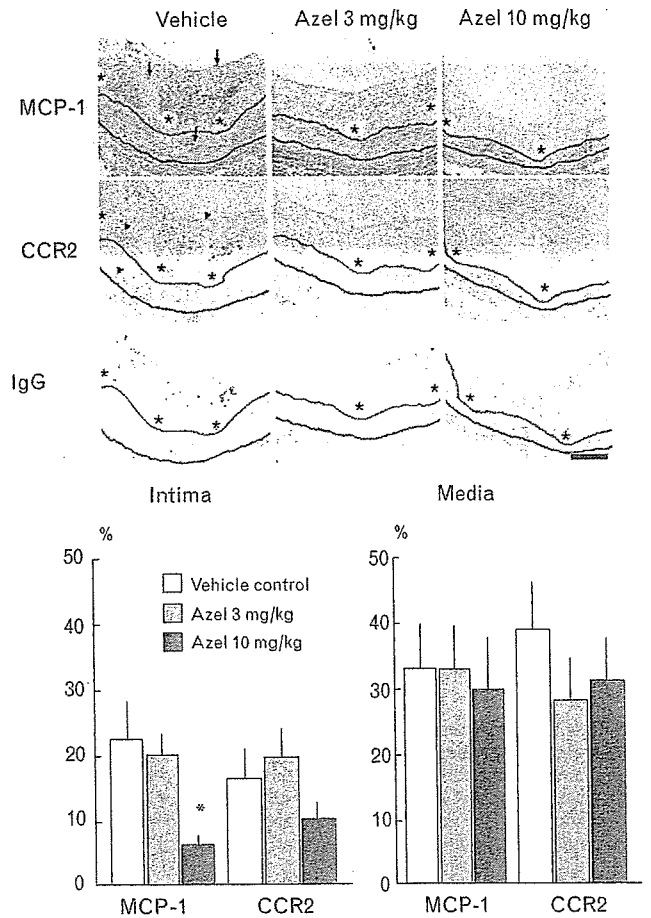 Vehicle Azel 3 mg/kg Azel 10 mg/kg
MCP-1
* * * * * * *
CCR2
* * * * * * *
IgG
* * * * * * *
Intima Media
% %
50 50
40 40
30 30
20 20
10 10
0 0
Vehicle control
Azel 3 mg/kg
Azel 10 mg/kg
*
MCP-1 CCR2 MCP-1 CCR2